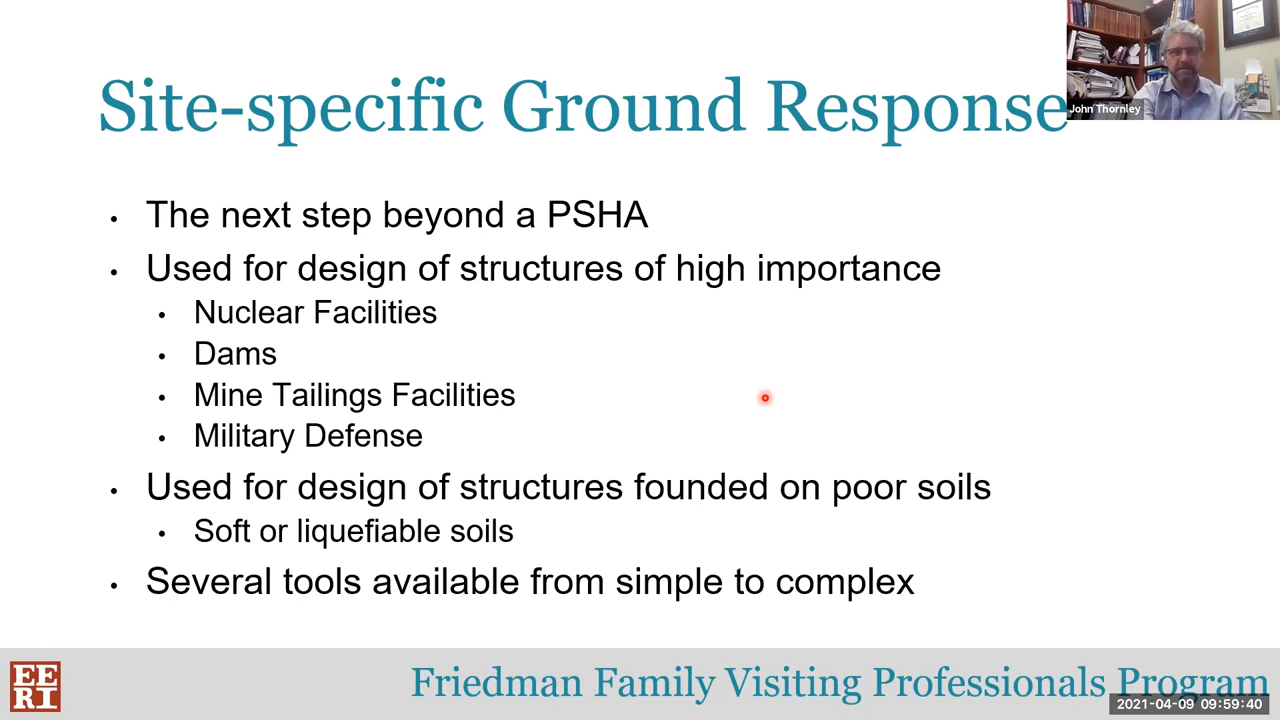 Site-specific Ground Response
John Thornley
• The next step beyond a PSHA
• Used for design of structures of high importance
• Nuclear Facilities
• Dams
• Mine Tailings Facilities
• Military Defense
• Used for design of structures founded on poor soils
• Soft or liquefiable soils
• Several tools available from simple to complex
EE
RI
Friedman Family Visiting Professionals Program
2021-04-09 09:59:40